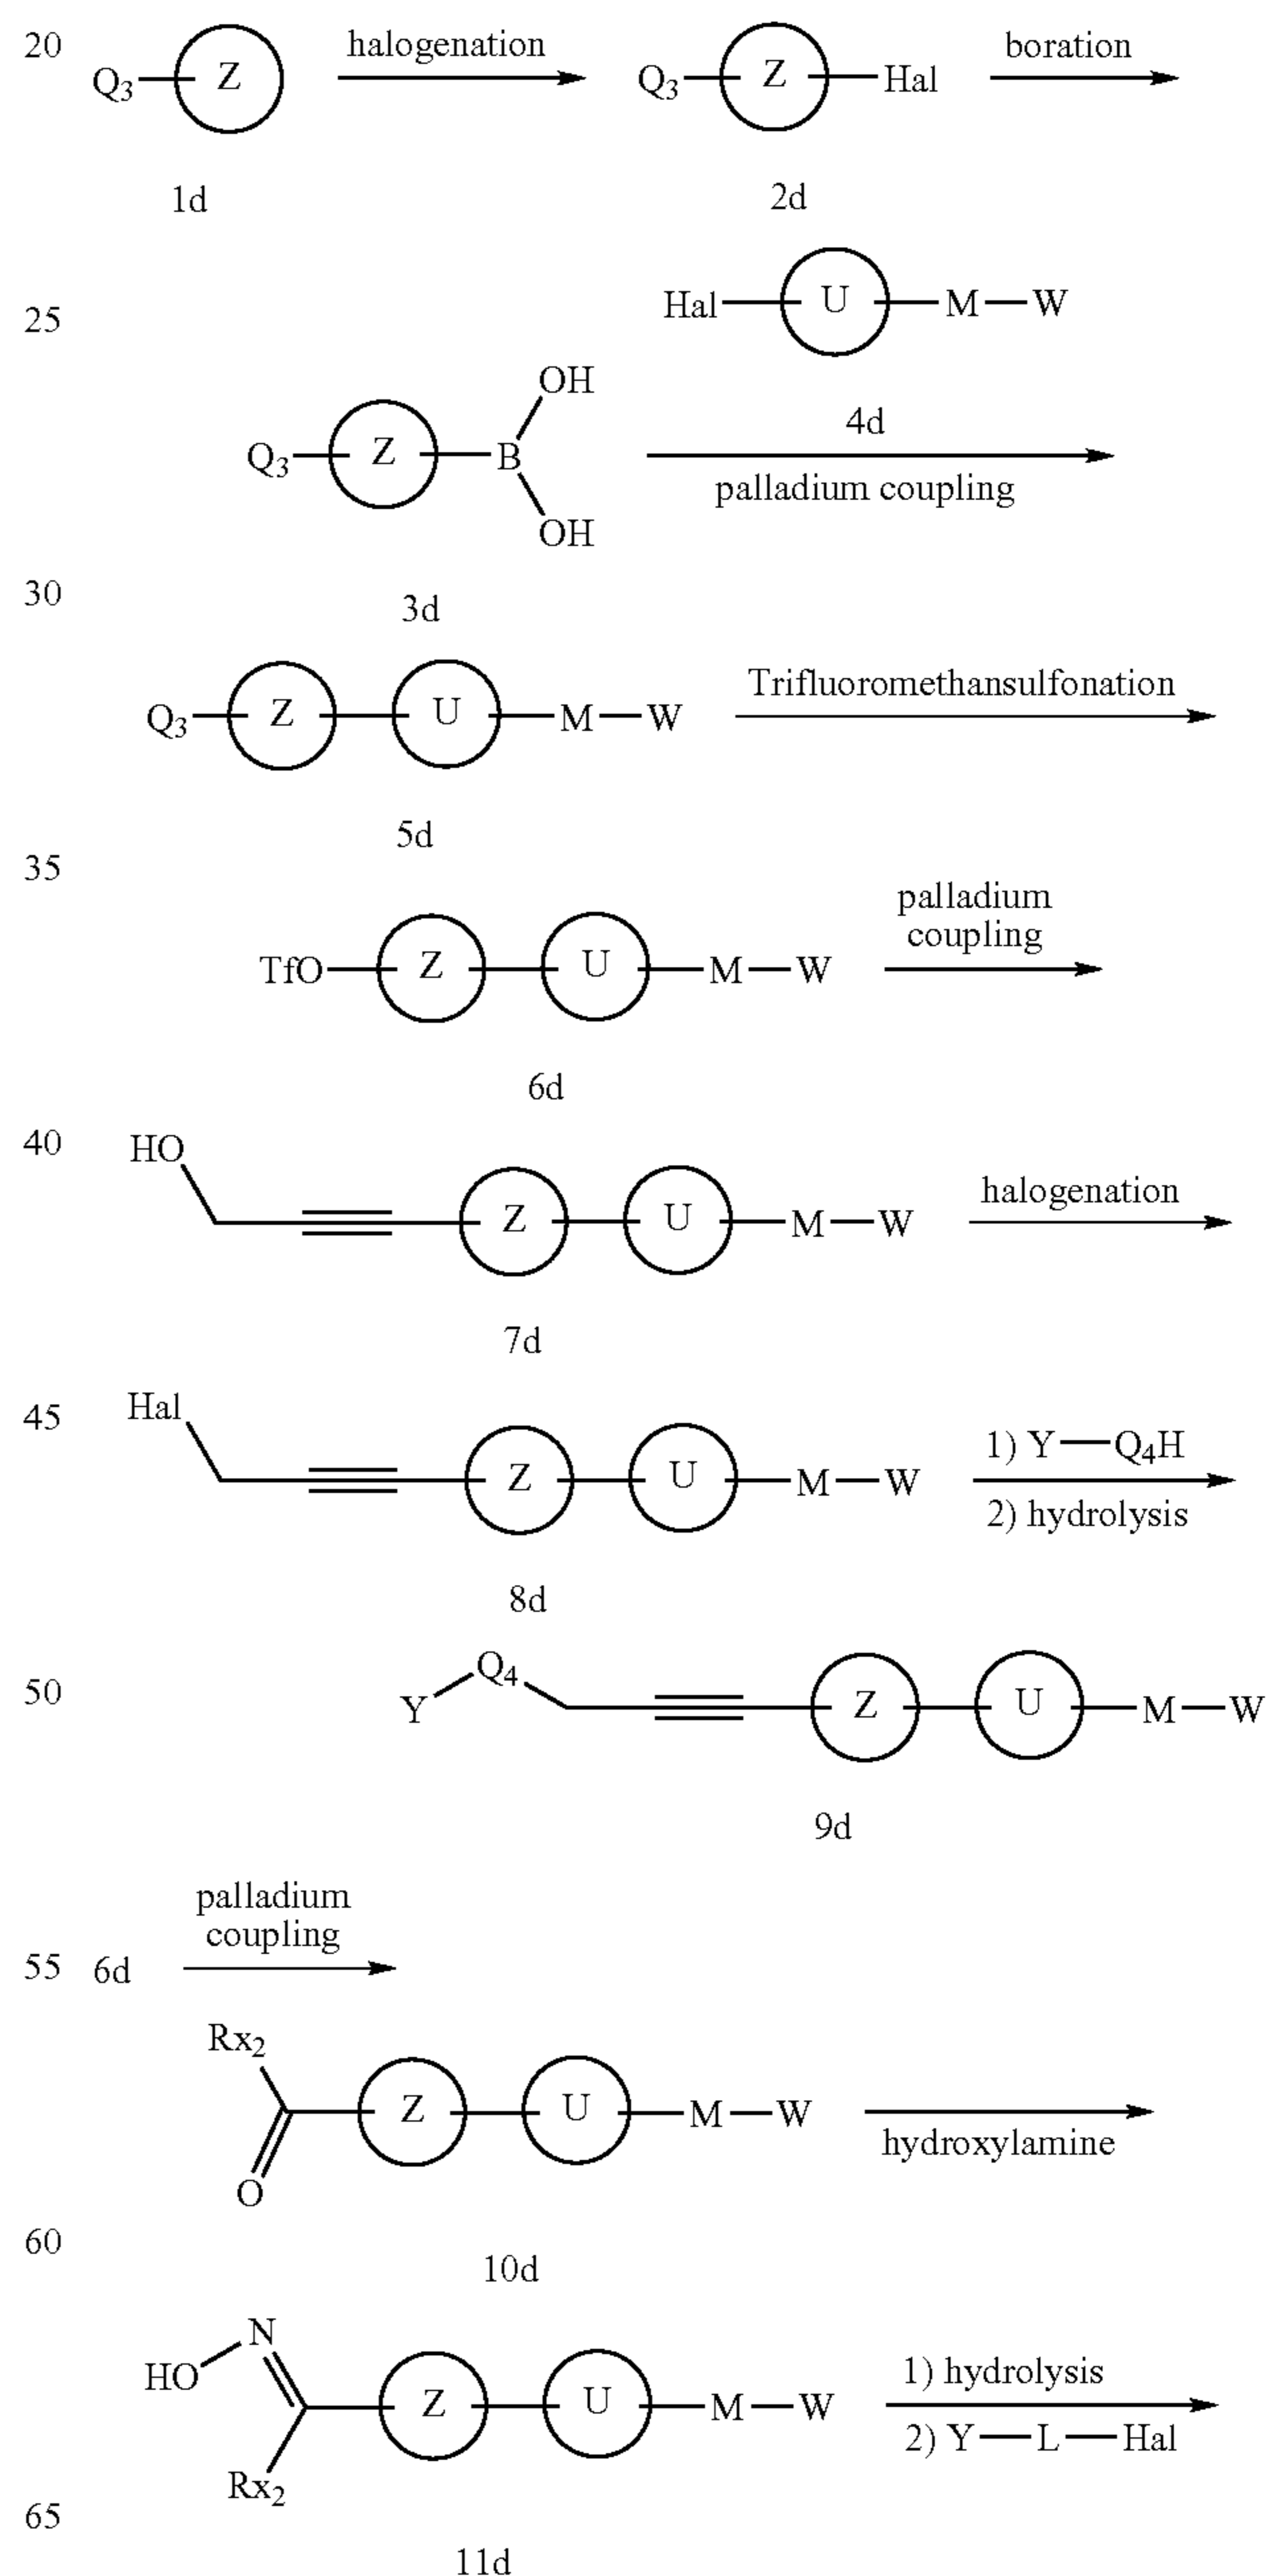 20
halogenation
boration
Q3
Z
Q3
Z
Hal
1d
2d
25
Hal
U
M
W
OH
4d
Q3
Z
B
palladium coupling
OH
30
3d
Q3
Z
U
M
W
Trifluoromethansulfonation
5d
35
palladium
coupling
TfO
Z
U
M
W
6d
40
HO
halogenation
Z
U
M
W
7d
45
Hal
1) Y
Q4H
Z
U
M
W
2) hydrolysis
8d
50
Q4
Y
Z
U
M
W
9d
palladium
coupling
55
6d
Rx2
Z
U
M
W
hydroxylamine
O
60
10d
N
HO
1) hydrolysis
Z
U
M
W
2) Y
L
Hal
Rx2
65
11d